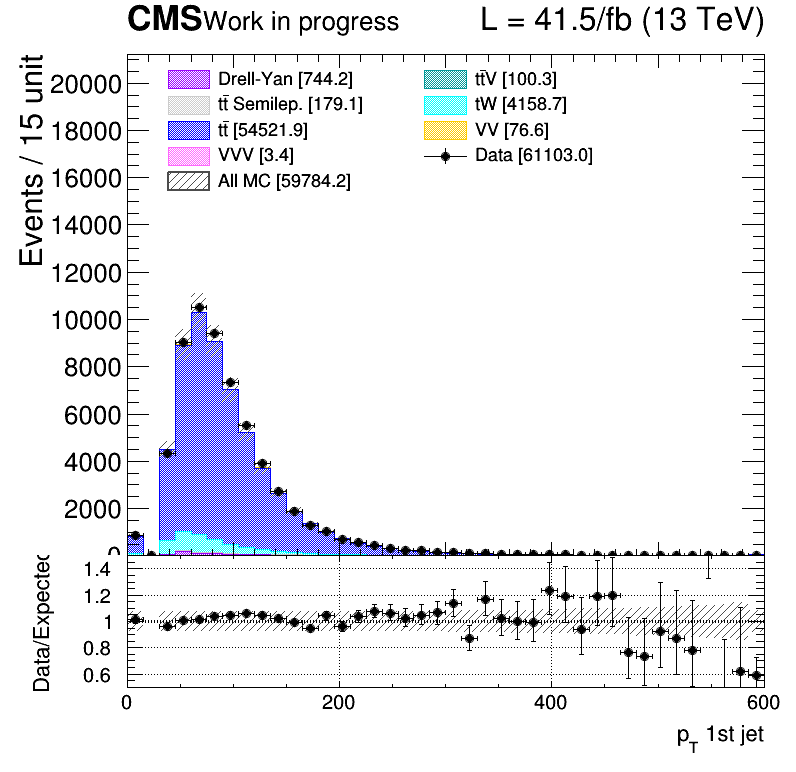 CMS Work in progress L = 41.5/fb (13 TeV)
Events / 15 unit
20000
18000
16000
14000
12000
10000
8000
6000
4000
2000
0
Drell-Yan [744.2]
tt̄ Semilep. [179.1]
tt̄ [54521.9]
VVV [3.4]
All MC [59784.2]
tt̄V [100.3]
tW [4158.7]
VV [76.6]
Data [61103.0]
Data/Expected
1.4
1.2
1
0.8
0.6
0 200 400 600
p_T 1st jet